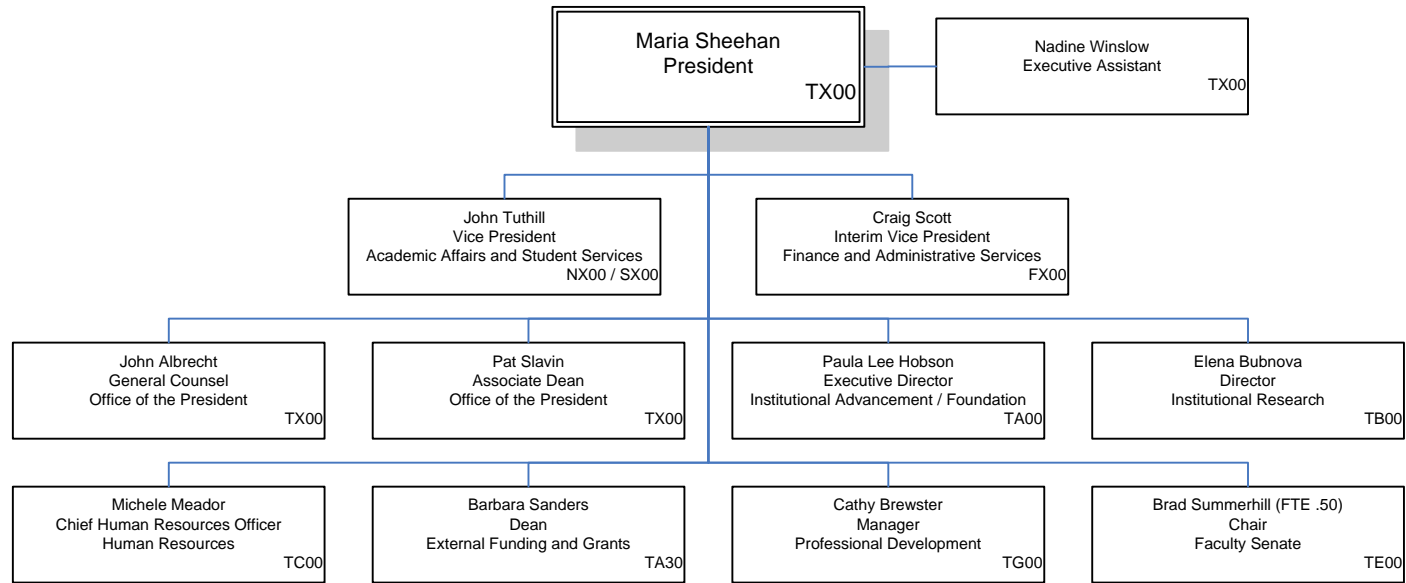 Maria Sheehan
President
TX00
Nadine Winslow
Executive Assistant
TX00
John Tuthill
Vice President
Academic Affairs and Student Services
NX00 / SX00
Craig Scott
Interim Vice President
Finance and Administrative Services
FX00
John Albrecht
General Counsel
Office of the President
TX00
Pat Slavin
Associate Dean
Office of the President
TX00
Paula Lee Hobson
Executive Director
Institutional Advancement / Foundation
TA00
Elena Bubnova
Director
Institutional Research
TB00
Michele Meador
Chief Human Resources Officer
Human Resources
TC00
Barbara Sanders
Dean
External Funding and Grants
TA30
Cathy Brewster
Manager
Professional Development
TG00
Brad Summerhill (FTE .50)
Chair
Faculty Senate
TE00